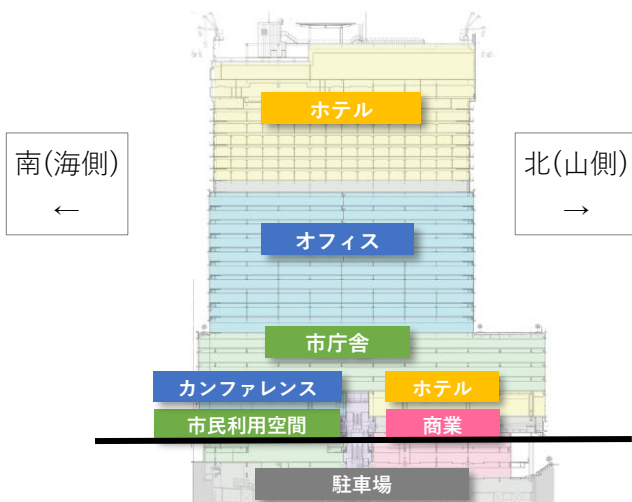 ホテル
南(海側)
←
北(山側)
→
オフィス
市庁舎
カンファレンス
ホテル
市民利用空間
商業
駐車場